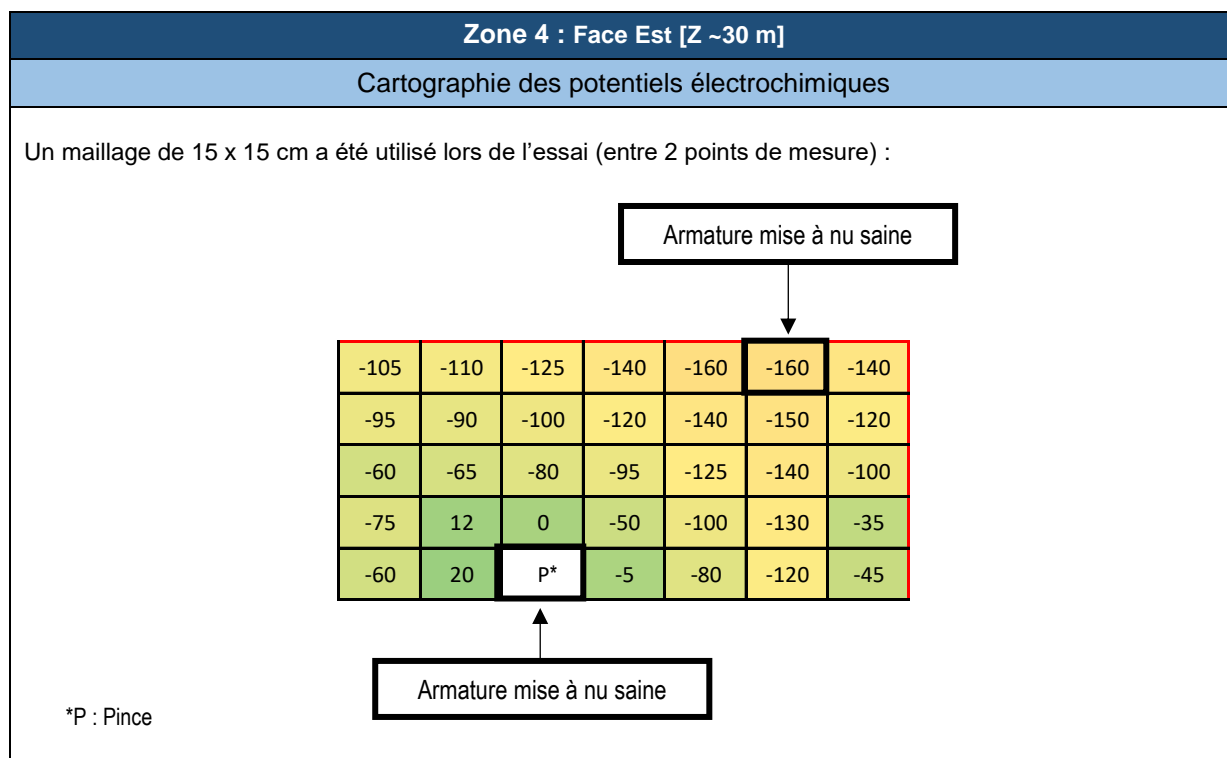 Zone 4 : Face Est [Z ~30 m]
Cartographie des potentiels électrochimiques
Un maillage de 15 x 15 cm a été utilisé lors de l'essai (entre 2 points de mesure) :
Armature mise à nu saine
-105 -110 -125 -140 -160 -160 -140
-95 -90 -100 -120 -140 -150 -120
-60 -65 -80 -95 -125 -140 -100
-75 12 0 -50 -100 -130 -35
-60 20 P* -5 -80 -120 -45
Armature mise à nu saine
*P : Pince